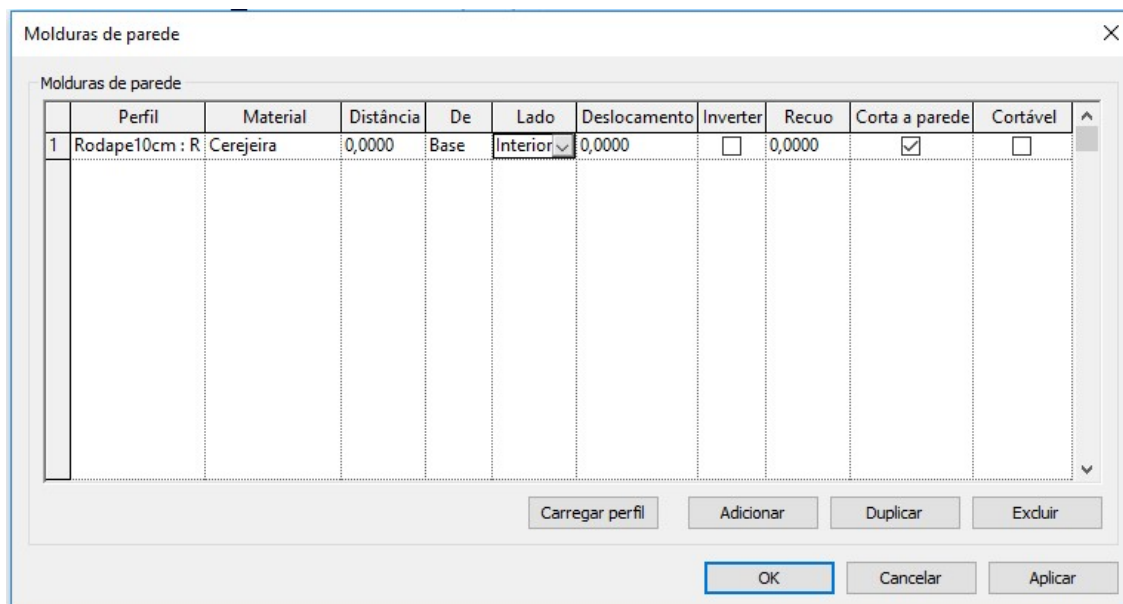 Molduras de parede
Molduras de parede
Perfil Material Distância De Lado Deslocamento Inverter Recuo Corta a parede Cortável
1 Rodape10cm : R Cerejeira 0,0000 Base Interior 0,0000 0,0000
Carregar perfil Adicionar Duplicar Excluir
OK Cancelar Aplicar